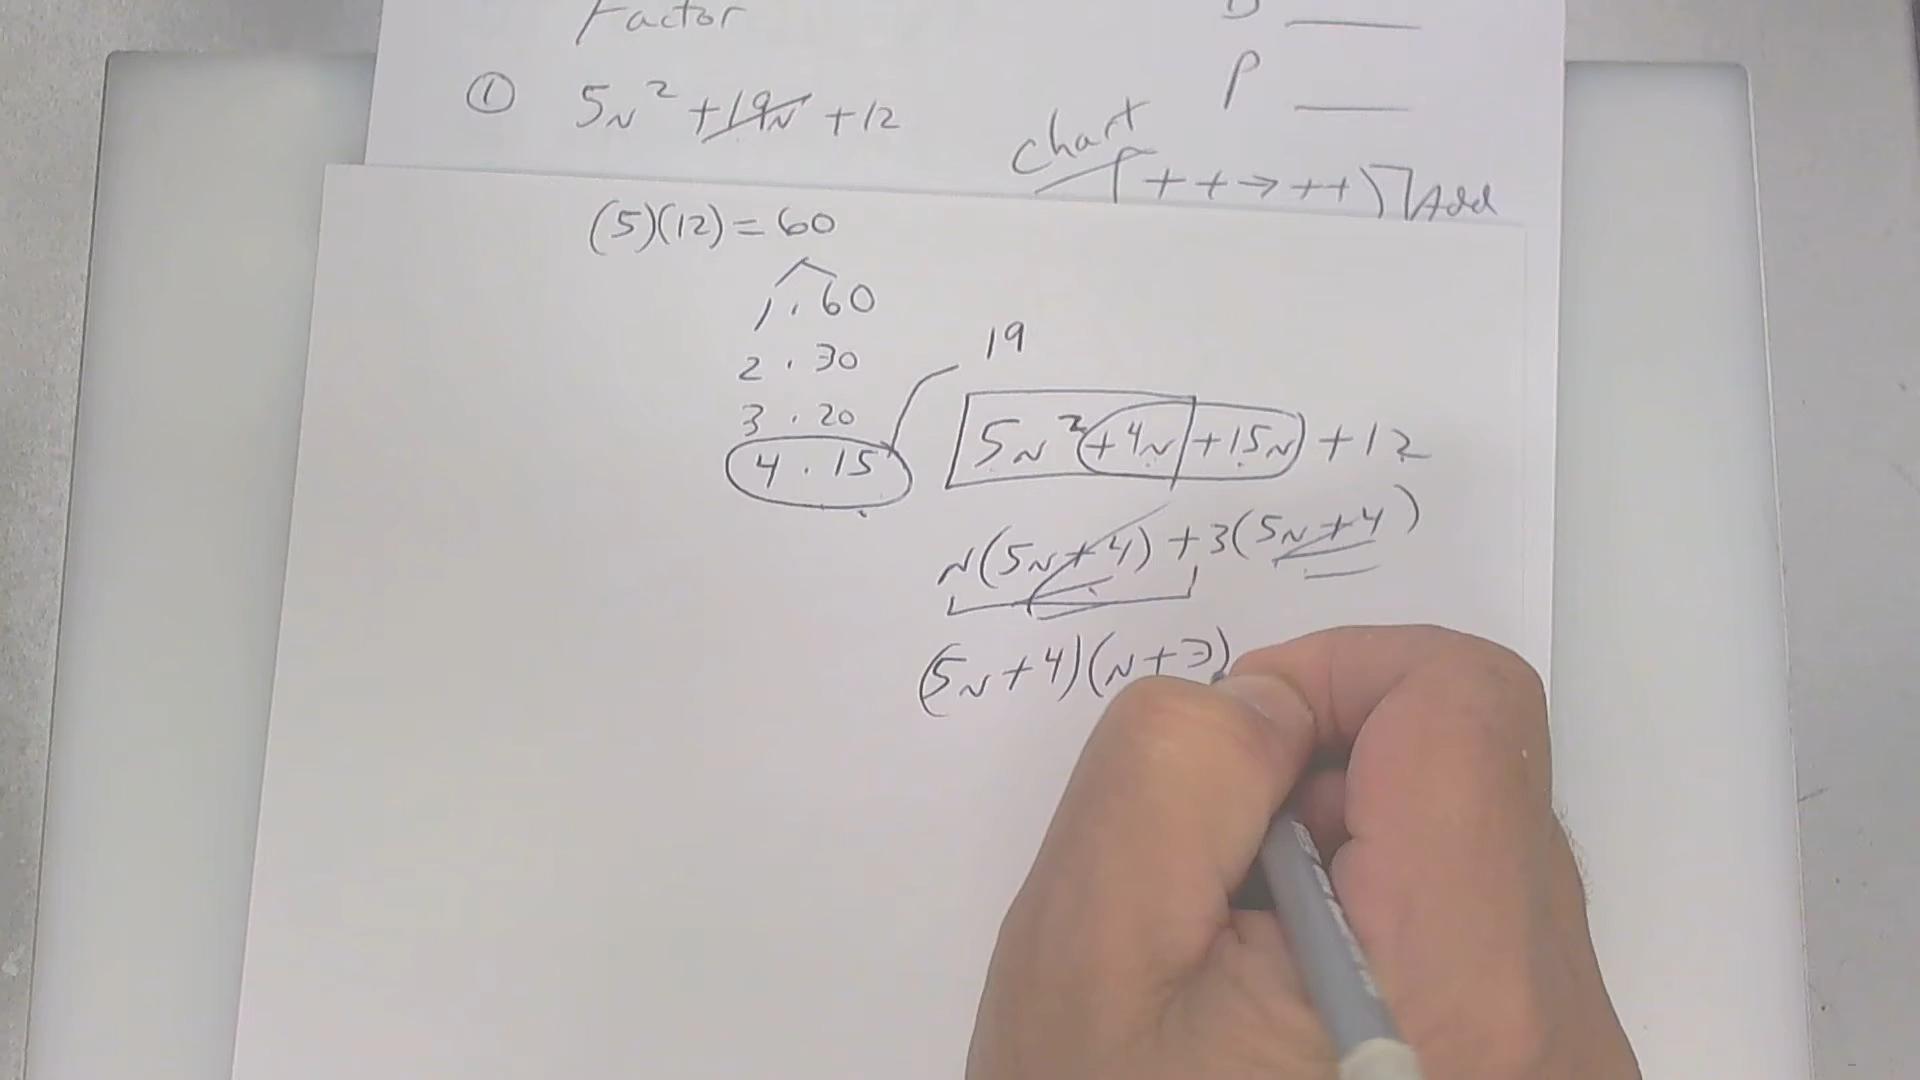 Factor
① 5n² +19n +12
P
chart
+ + → ++ Add
(5)(12) = 60
1 . 60
2 . 30
3 . 20
4 . 15
19
5n² +4n +15n +12
n(5n+4) +3(5n+4)
(5n+4)(n+3)